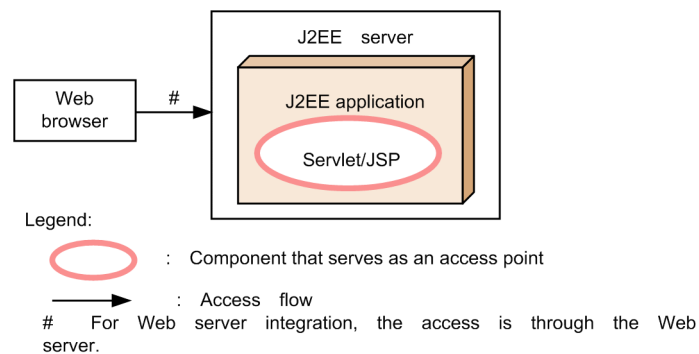 J2EE server
Web
browser
#
J2EE application
Servlet/JSP
Legend:
: Component that serves as an access point
: Access flow
# For Web server integration, the access is through the Web
server.